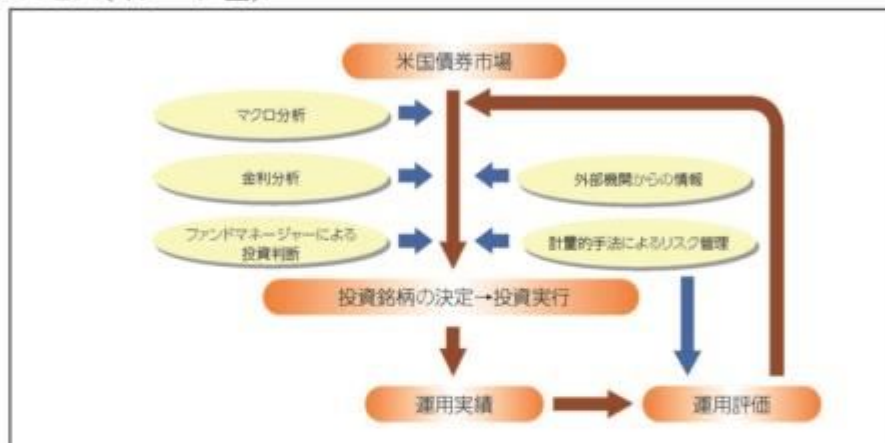 米国債券市場
マクロ分析
金利分析
外部機関からの情報
ファンドマネージャーによる
投資判断
計量的手法によるリスク管理
投資銘柄の決定→投資実行
運用実績
運用評価